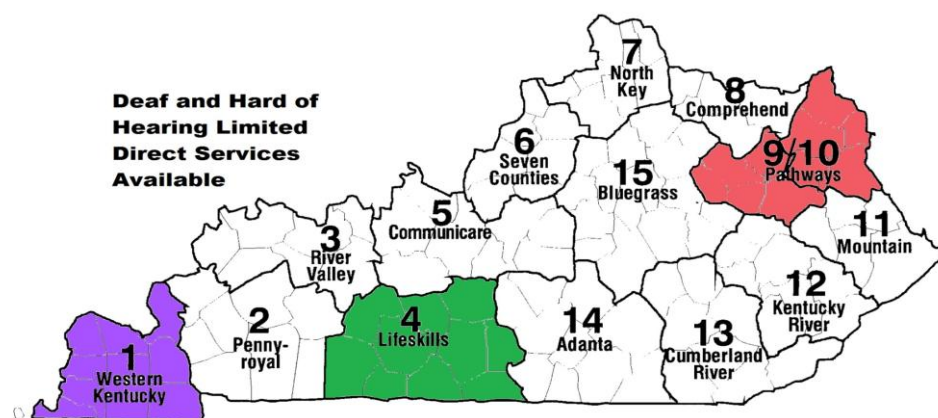 Deaf and Hard of
Hearing Limited
Direct Services
Available
7
North
Key
8
Comprehend
6
Seven
Counties
15
Bluegrass
9 10
Pathways
5
Communicare
3
River
Valley
11
Mountain
12
Kentucky
River
2
Penny-
royal
4
Lifeskills
14
Adanta
13
Cumberland
River
1
Western
Kentucky